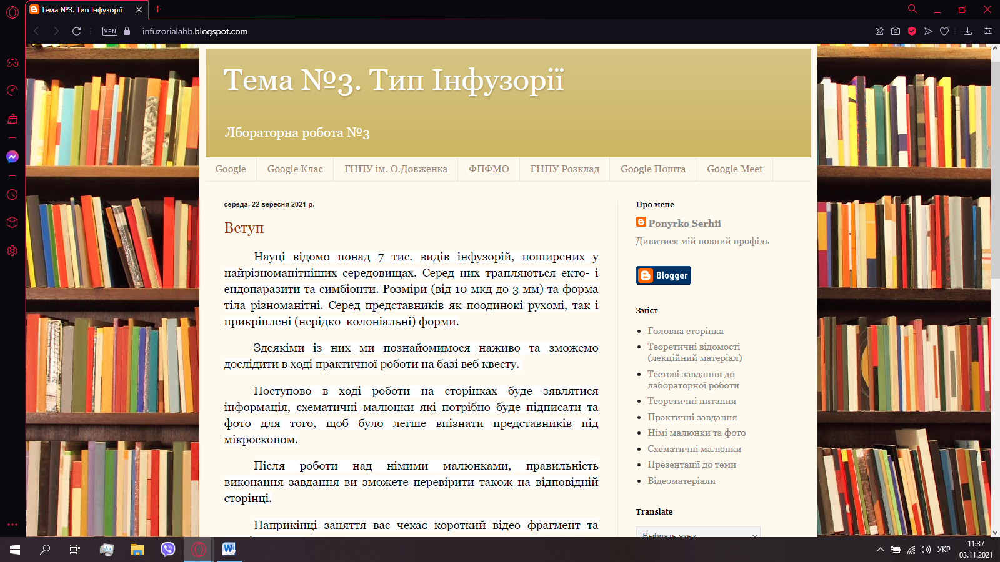 Тема №3. Тип Інфузорії
VPN
infuzorialabb.blogspot.com
Тема №3. Тип Інфузорії
Лбораторна робота №3
Google
Google Клас
ГНПУ ім. О.Довженка
ФПФМО
ГНПУ Розклад
Google Пошта
Google Meet
середа, 22 вересня 2021 р.
Вступ
Науці відомо понад 7 тис. видів інфузорій, поширених у
найрізноманітніших середовищах. Серед них трапляються екто- і
ендопаразити та симбіонти. Розміри (від 10 мкд до 3 мм) та форма
тіла різноманітні. Серед представників як поодинокі рухомі, так і
прикріплені (нерідко колоніальні) форми.
Здеякіми із них ми познайомимося наживо та зможемо
дослідити в ході практичної роботи на базі веб квесту.
Поступово в ході роботи на сторінках буде зявлятися
інформація, схематичні малюнки які потрібно буде підписати та
фото для того, щоб було легше впізнати представників під
мікроскопом.
Після роботи над німими малюнками, правильність
виконання завдання ви зможете перевірити також на відповідній
сторінці.
Наприкінці заняття вас чекає короткий відео фрагмент та
Про мене
Ponyrko Serhii
Дивитися мій повний профіль
Blogger
Зміст
Головна сторінка
Теоретичні відомості
(лекційний матеріал)
Тестові завдання до
лабораторної роботи
Теоретичні питання
Практичні завдання
Німі малюнки та фото
Схематичні малюнки
Презентації до теми
Відеоматеріали
Translate
Выбрать язык
УКР
11:37
03.11.2021